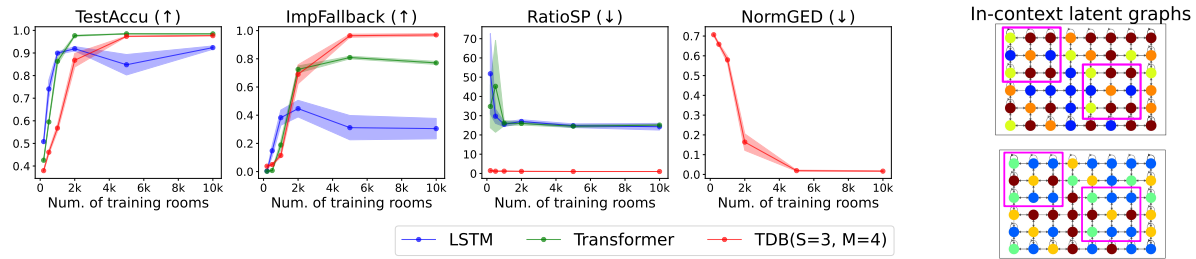 TestAccu (↑)
1.0
0.9
0.8
0.7
0.6
0.5
0.4
0 2k 4k 6k 8k 10k
Num. of training rooms
ImpFallback (↑)
1.0
0.8
0.6
0.4
0.2
0.0
0 2k 4k 6k 8k 10k
Num. of training rooms
RatioSP (↓)
70
60
50
40
30
20
10
0
0 2k 4k 6k 8k 10k
Num. of training rooms
NormGED (↓)
0.7
0.6
0.5
0.4
0.3
0.2
0.1
0.0
0 2k 4k 6k 8k 10k
Num. of training rooms
In-context latent graphs
LSTM Transformer TDB(S=3, M=4)